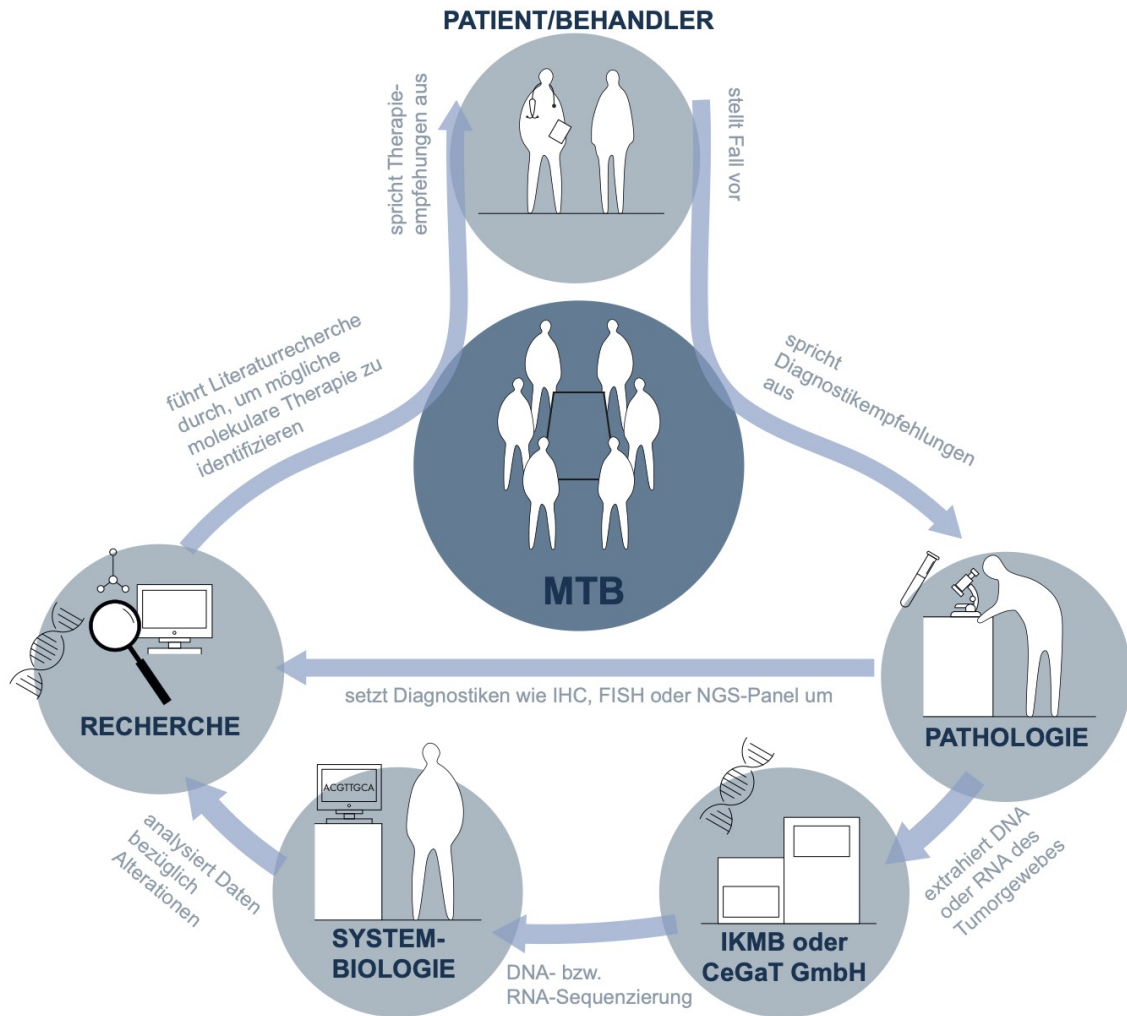 PATIENT/BEHANDLER
spricht Therapie-
empfehungen aus
stellt Fall vor
führt Literaturrecherche
durch, um mögliche
molekulare Therapie zu
identifizieren
spricht
Diagnostikempfehlungen
aus
MTB
RECHERCHE
setzt Diagnostiken wie IHC, FISH oder NGS-Panel um
PATHOLOGIE
ACGTTGCA
analysiert Daten
bezüglich
Alterationen
extrahiert DNA
oder RNA des
Tumorgewebes
SYSTEM-
BIOLOGIE
DNA- bzw.
RNA-Sequenzierung
IKMB oder
CeGaT GmbH